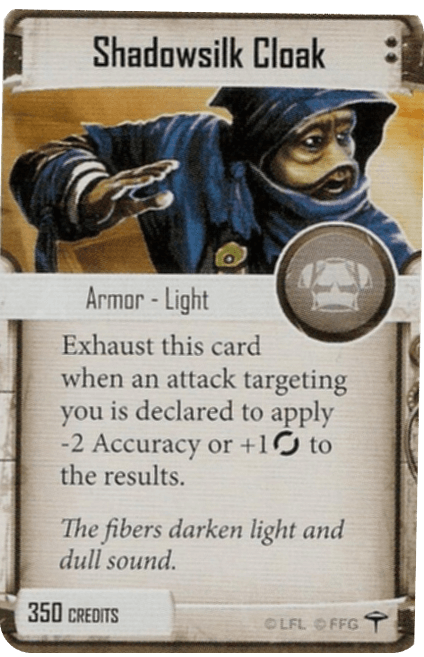 Shadowsilk Cloak
Armor - Light
Exhaust this card
when an attack targeting
you is declared to apply
-2 Accuracy or +1 to
the results.
The fibers darken light and
dull sound.
350 CREDITS
© LFL © FFG